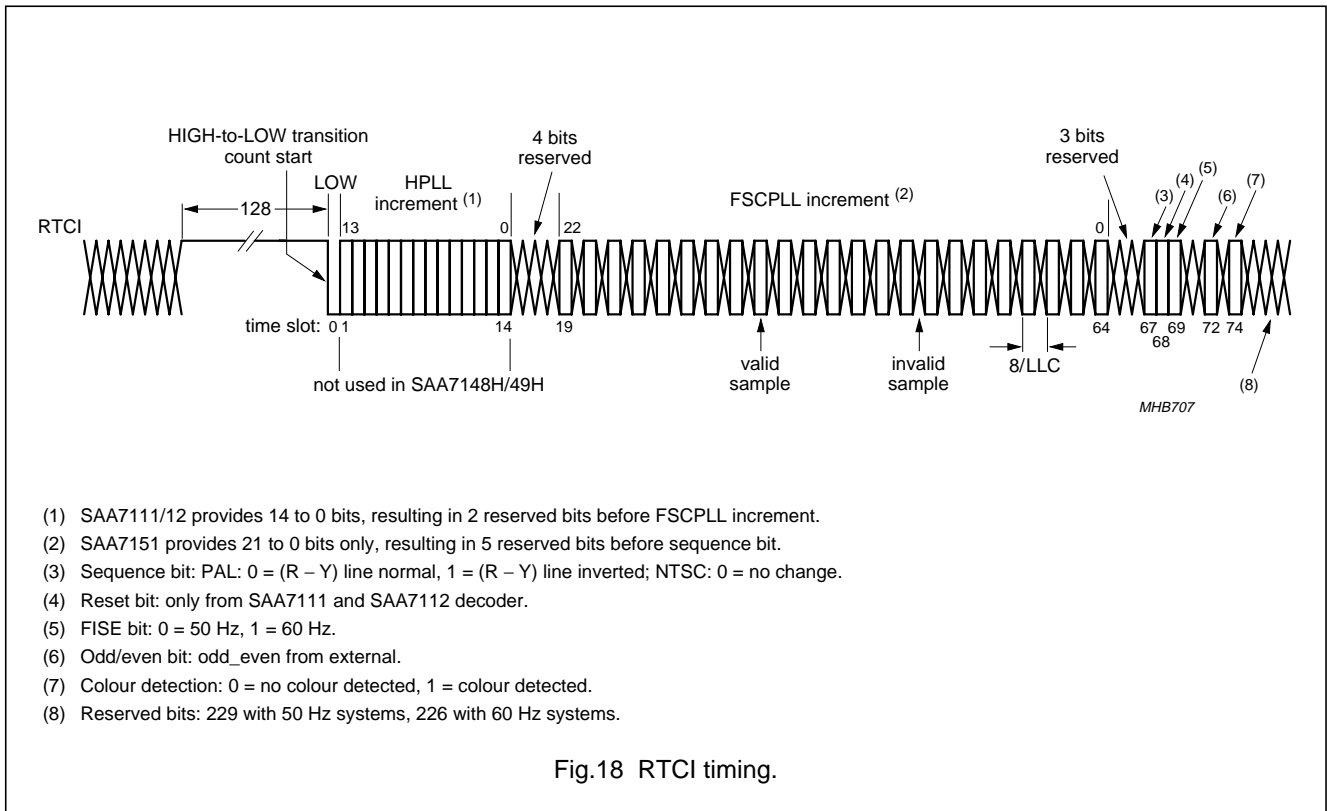 HIGH-to-LOW transition
count start
4 bits
reserved
3 bits
reserved
(3)
(4)
(5)
(6)
(7)
LOW
HPLL
increment (1)
FSCPLL increment (2)
128
13
0
22
0
RTCI
time slot:
0 1
14
19
64
67
68
69
72
74
valid
sample
invalid
sample
8/LLC
not used in SAA7148H/49H
(8)
MHB707
(1) SAA7111/12 provides 14 to 0 bits, resulting in 2 reserved bits before FSCPLL increment.
(2) SAA7151 provides 21 to 0 bits only, resulting in 5 reserved bits before sequence bit.
(3) Sequence bit: PAL: 0 = (R − Y) line normal, 1 = (R − Y) line inverted; NTSC: 0 = no change.
(4) Reset bit: only from SAA7111 and SAA7112 decoder.
(5) FISE bit: 0 = 50 Hz, 1 = 60 Hz.
(6) Odd/even bit: odd_even from external.
(7) Colour detection: 0 = no colour detected, 1 = colour detected.
(8) Reserved bits: 229 with 50 Hz systems, 226 with 60 Hz systems.
Fig.18 RTCI timing.